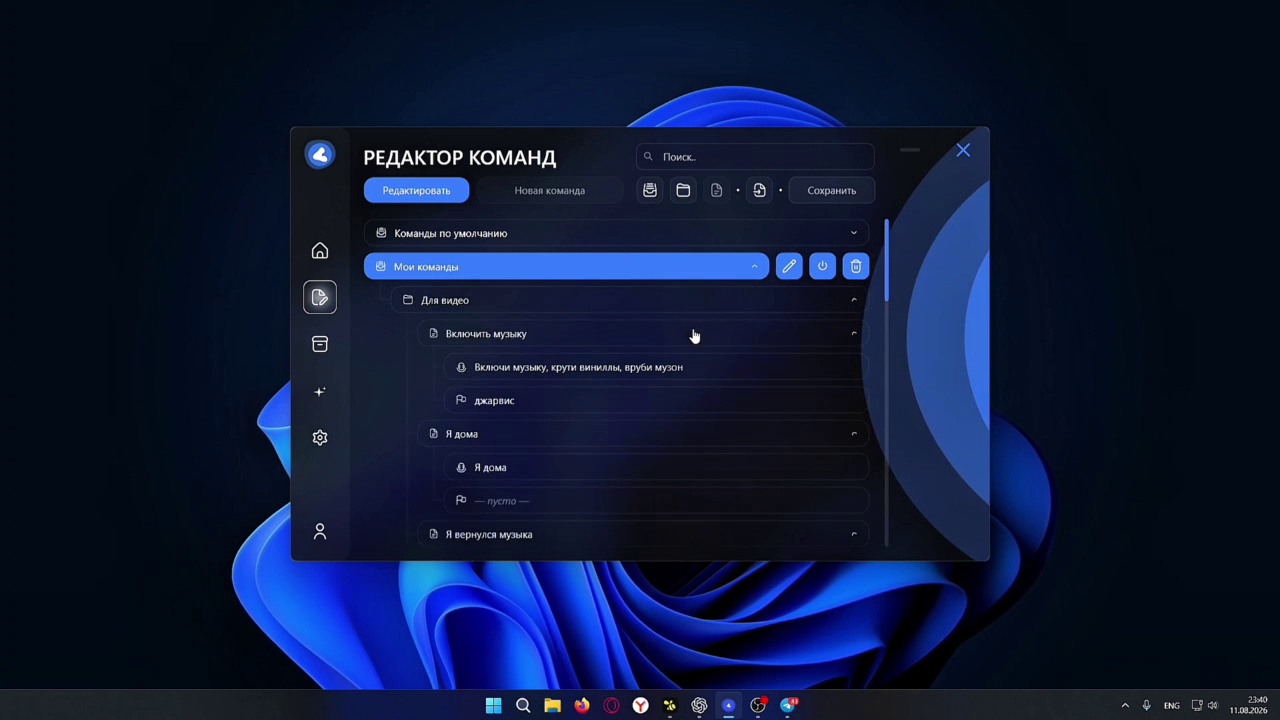 РЕДАКТОР КОМАНД
Поиск..
Редактировать
Новая команда
Сохранить
Команды по умолчанию
Мои команды
Для видео
Включить музыку
Включи музыку, крути виниллы, вруби музон
джарвис
Я дома
Я дома
— пусто —
Я вернулся музыка
ENG
23:40
11.08.2026